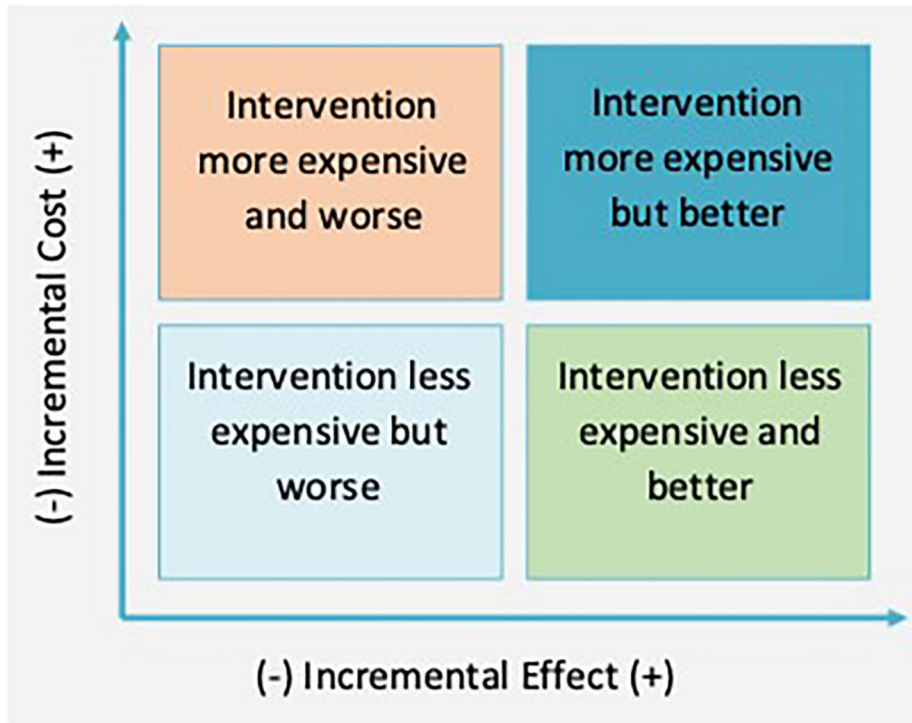 (-) Incremental Cost (+)
Intervention
more expensive
and worse
Intervention
more expensive
but better
Intervention less
expensive but
worse
Intervention less
expensive and
better
(-) Incremental Effect (+)